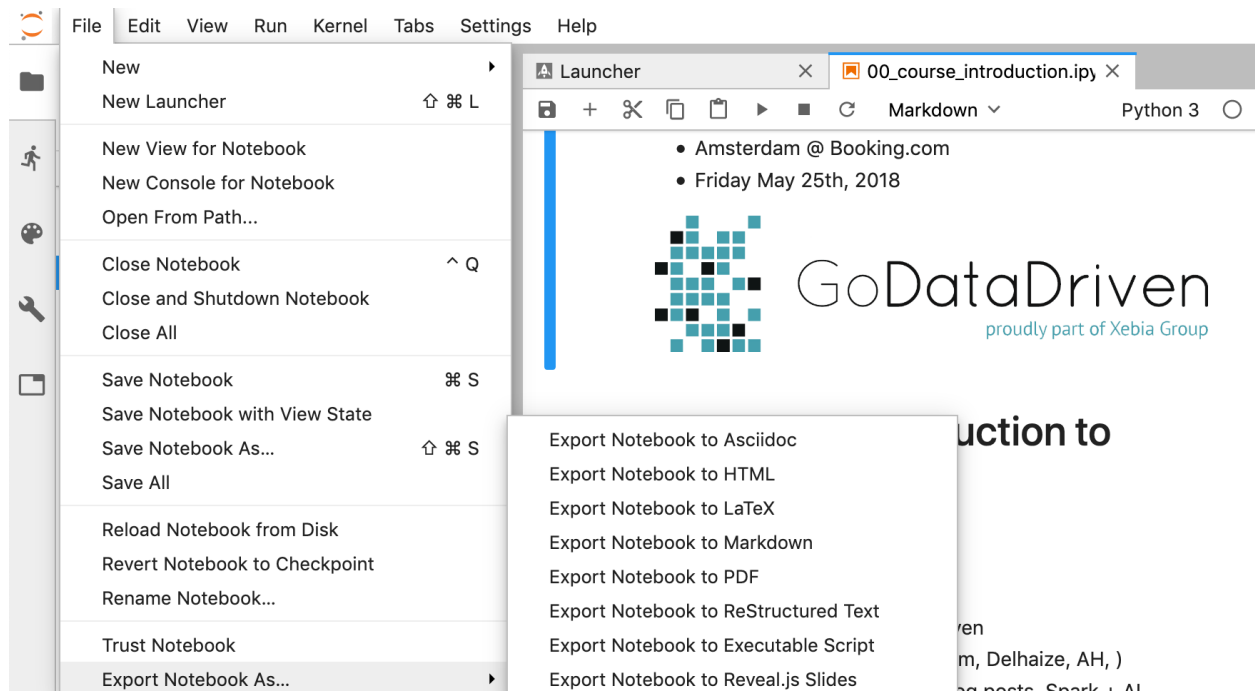 File Edit View Run Kernel Tabs Settings Help
New
New Launcher ⇧ ⌘ L
New View for Notebook
New Console for Notebook
Open From Path...
Close Notebook ^ Q
Close and Shutdown Notebook
Close All
Save Notebook ⌘ S
Save Notebook with View State
Save Notebook As... ⇧ ⌘ S
Save All
Reload Notebook from Disk
Revert Notebook to Checkpoint
Rename Notebook...
Trust Notebook
Export Notebook As...
Export Notebook to Asciidoc
Export Notebook to HTML
Export Notebook to LaTeX
Export Notebook to Markdown
Export Notebook to PDF
Export Notebook to ReStructured Text
Export Notebook to Executable Script
Export Notebook to Reveal.js Slides
Launcher
00_course_introduction.ipy
Markdown Python 3
• Amsterdam @ Booking.com
• Friday May 25th, 2018
GoDataDriven
proudly part of Xebia Group
uction to
ven
m, Delhaize, AH, )
posts, Spark + AI